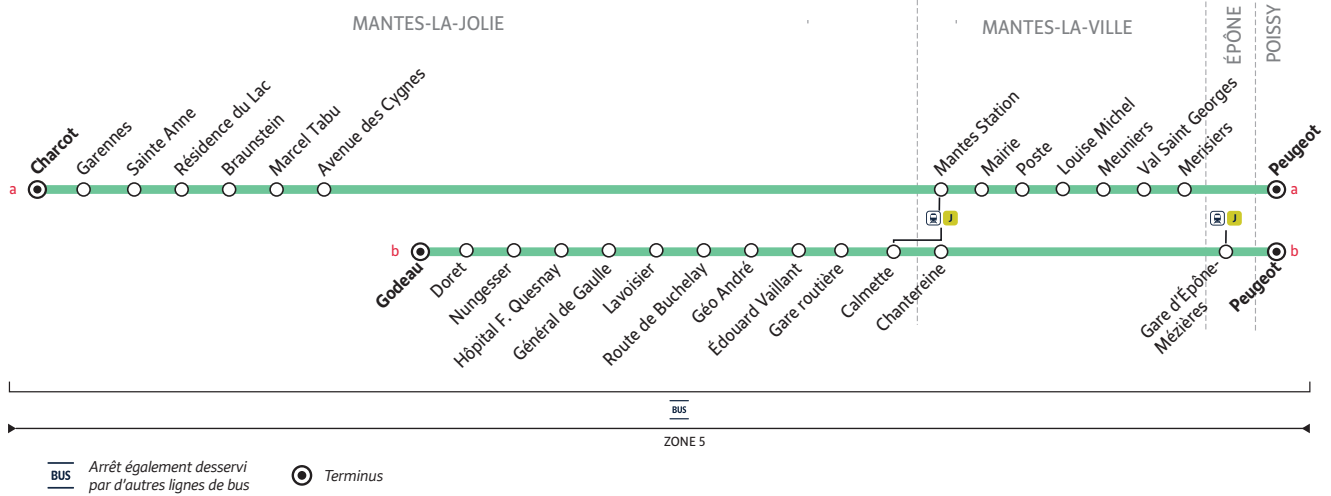 MANTES-LA-JOLIE
MANTES-LA-VILLE
ÉPÔNE
POISSY
a
Charcot
Garennes
Sainte Anne
Résidence du Lac
Braunstein
Marcel Tabu
Avenue des Cygnes
Mantes Station
Mairie
Poste
Louise Michel
Meuniers
Val Saint Georges
Merisiers
Peugeot
a
J
J
b
Godeau
Doret
Nungesser
Hôpital F. Quesnay
Général de Gaulle
Lavoisier
Route de Buchelay
Géo André
Édouard Vaillant
Gare routière
Calmette
Chantereine
Gare d'Épône-
Mézières
Peugeot
b
BUS
ZONE 5
BUS
Arrêt également desservi
par d'autres lignes de bus
Terminus